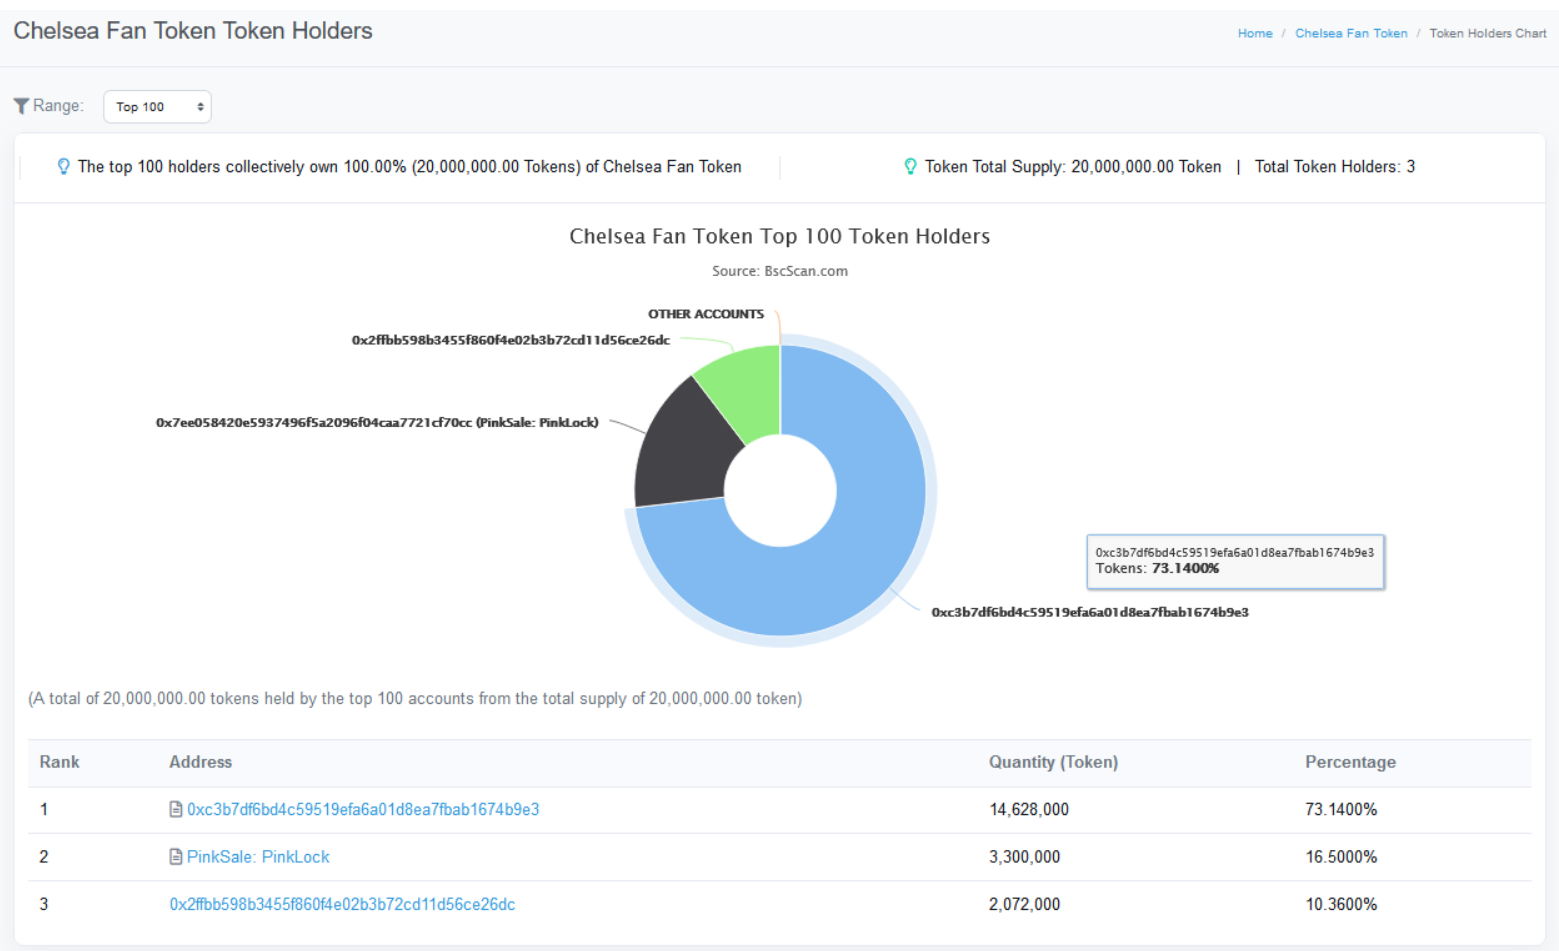 Chelsea Fan Token Token Holders
Home / Chelsea Fan Token / Token Holders Chart
Range: Top 100
The top 100 holders collectively own 100.00% (20,000,000.00 Tokens) of Chelsea Fan Token
Token Total Supply: 20,000,000.00 Token | Total Token Holders: 3
Chelsea Fan Token Top 100 Token Holders
Source: BscScan.com
OTHER ACCOUNTS
0x2ffbb598b3455f860f4e02b3b72cd11d56ce26dc
0x7ee058420e5937496f5a2096f04caa7721cf70cc (PinkSale: PinkLock)
0xc3b7df6bd4c59519efa6a01d8ea7fbab1674b9e3
Tokens: 73.1400%
0xc3b7df6bd4c59519efa6a01d8ea7fbab1674b9e3
(A total of 20,000,000.00 tokens held by the top 100 accounts from the total supply of 20,000,000.00 token)
Rank Address Quantity (Token) Percentage
1 0xc3b7df6bd4c59519efa6a01d8ea7fbab1674b9e3 14,628,000 73.1400%
2 PinkSale: PinkLock 3,300,000 16.5000%
3 0x2ffbb598b3455f860f4e02b3b72cd11d56ce26dc 2,072,000 10.3600%